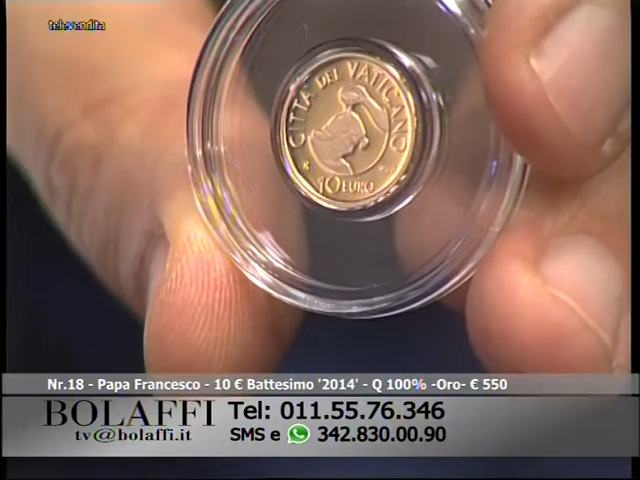 televendita
CITTÀ DEL VATICANO
10 EURO
Nr.18 - Papa Francesco - 10 € Battesimo '2014' - Q 100% -Oro- € 550
BOLAFFI
tv@bolaffi.it
Tel: 011.55.76.346
SMS e 342.830.00.90